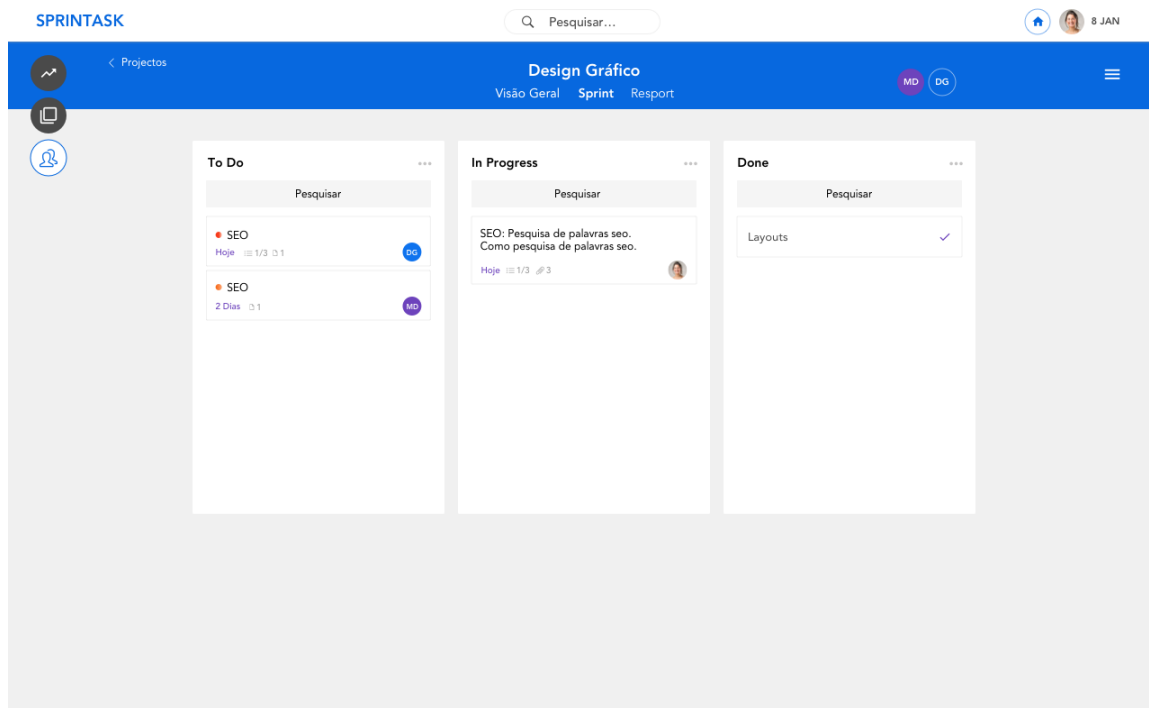 SPRINTASK
Pesquisar...
8 JAN
Projectos
Design Gráfico
Visão Geral Sprint Resport
MD DG
To Do
Pesquisar
SEO
Hoje 1/3 1
DG
SEO
2 Dias 1
MD
In Progress
Pesquisar
SEO: Pesquisa de palavras seo.
Como pesquisa de palavras seo.
Hoje 1/3 3
Done
Pesquisar
Layouts